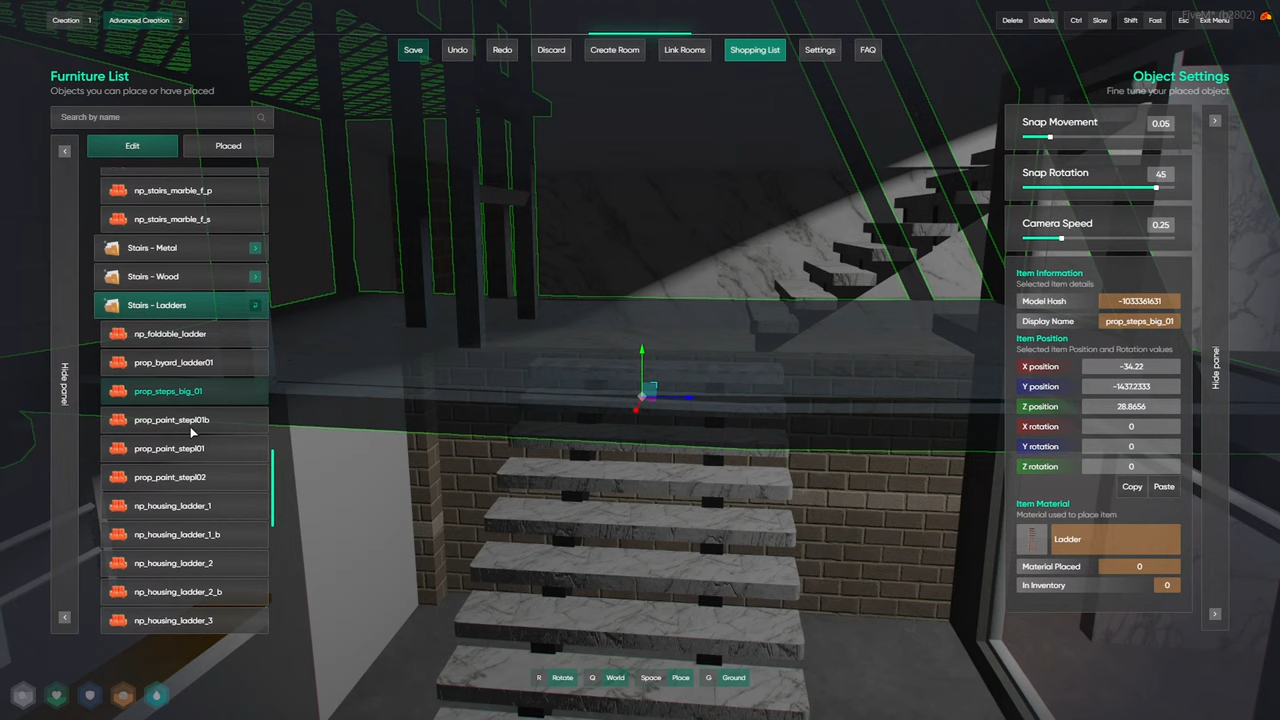 Creation 1 Advanced Creation 2
FiveM* (b2802)
Delete Delete Ctrl Slow Shift Fast Esc Exit Menu
Save Undo Redo Discard Create Room Link Rooms Shopping List Settings FAQ
Furniture List
Objects you can place or have placed
Search by name
Edit Placed
Hide panel
np_stairs_marble_f_p
np_stairs_marble_f_s
Stairs - Metal
Stairs - Wood
Stairs - Ladders
np_foldable_ladder
prop_byard_ladder01
prop_steps_big_01
prop_paint_stepl01b
prop_paint_stepl01
prop_paint_stepl02
np_housing_ladder_1
np_housing_ladder_1_b
np_housing_ladder_2
np_housing_ladder_2_b
np_housing_ladder_3
Object Settings
Fine tune your placed object
Snap Movement 0.05
Snap Rotation 45
Camera Speed 0.25
Item Information
Selected item details
Model Hash -1033361631
Display Name prop_steps_big_01
Item Position
Selected item Position and Rotation values
X position -34.22
Y position -1437.2333
Z position 28.8656
X rotation 0
Y rotation 0
Z rotation 0
Copy Paste
Item Material
Material used to place item
Ladder
Material Placed 0
In Inventory 0
Hide panel
R Rotate Q World Space Place G Ground